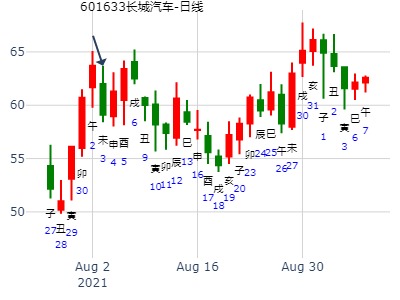 601633长城汽车-日线
65
60
55
50
子
27
丑
28
寅
29
卯
30
午
2
未
3
申
4
酉
5
戌
6
丑
9
寅
10
卯
11
辰
12
巳
13
申
16
酉
17
戌
18
亥
19
子
20
卯
23
辰
24
巳
25
午
26
未
27
戌
30
亥
31
子
1
丑
2
寅
3
巳
6
午
7
Aug 2
2021
Aug 16
Aug 30